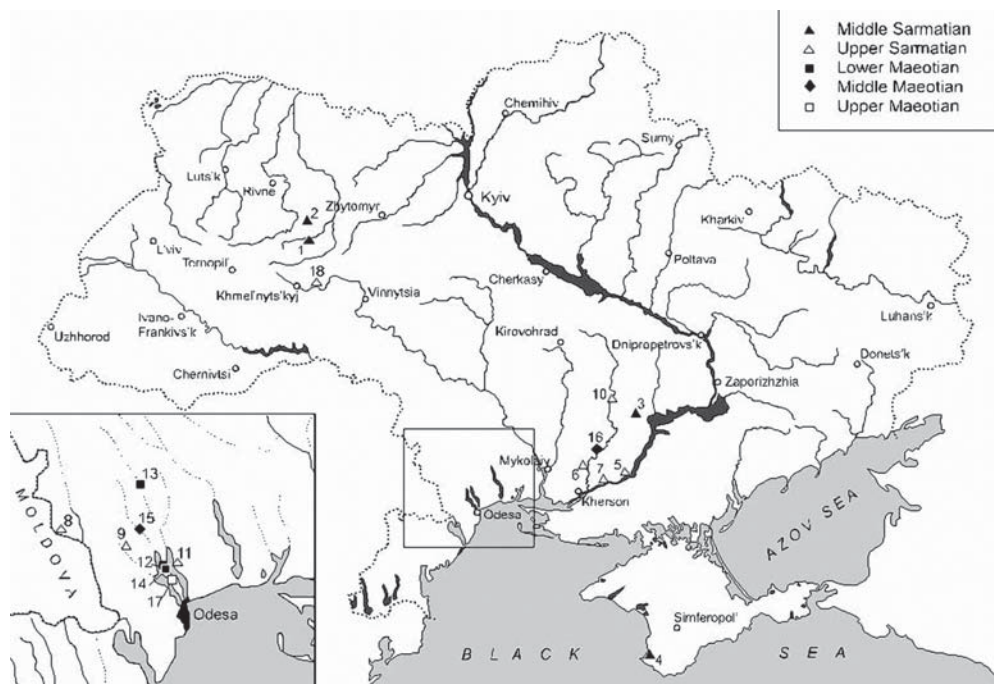 Middle Sarmatian
Upper Sarmatian
Lower Maeotian
Middle Maeotian
Upper Maeotian
Chernihiv
Sumy
Luts'k
Rivne
Kyiv
Zhytomyr
2
Kharkiv
L'viv
1
Ternopil'
Poltava
18
Cherkasy
Khmel'nyts'kyj
Vinnytsia
Ivano-
Frankivs'k
Luhans'k
Uzhhorod
Kirovohrad
Dnipropetrovs'k
Donets'k
Chernivtsi
Zaporizhzhia
10
3
16
Mykolaiv
6
7
5
Kherson
Odesa
13
MOLDOVA
8
15
9
12
11
14
17
Odesa
AZOV SEA
Simferopol'
4
BLACK SEA